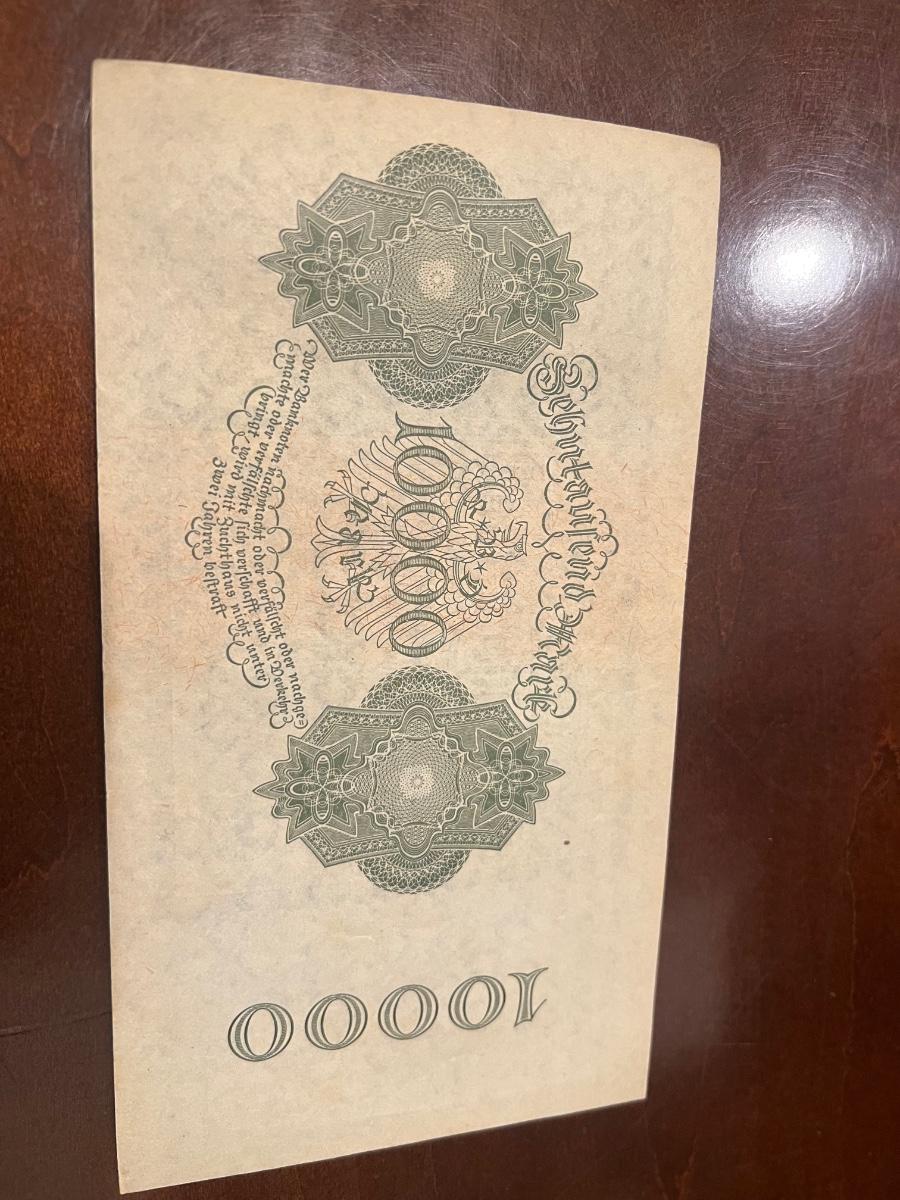 Zehntausend Mark
10000
Mark
Wer Banknoten nachmacht oder verfälscht oder nachge=
machte oder verfälschte sich verschafft und in Verkehr
bringt, wird mit Zuchthaus nicht unter
Zwei Jahren bestraft
10000